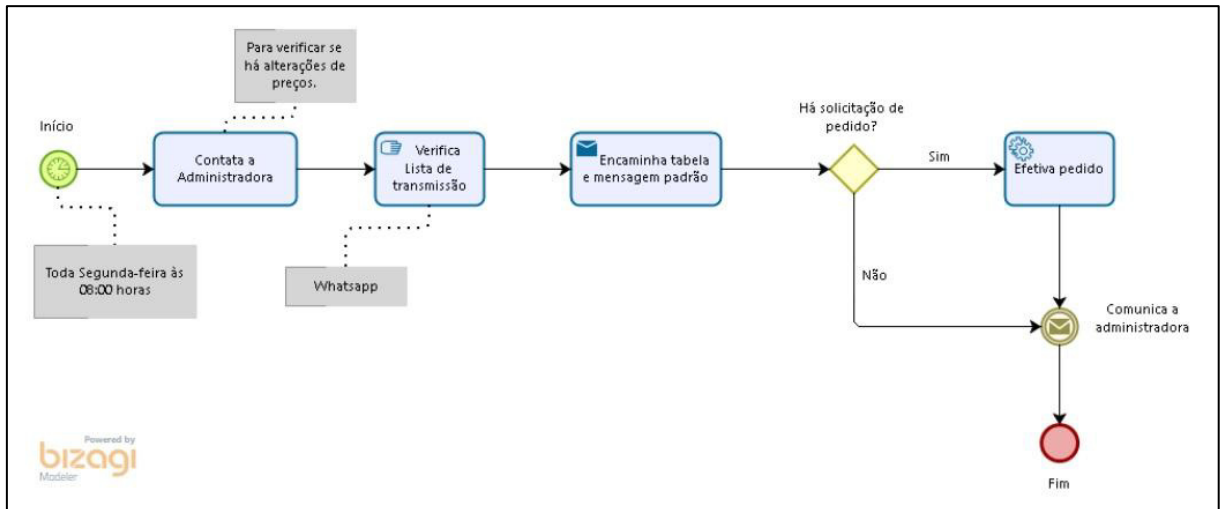 Para verificar se
há alterações de
preços.
Início
Contata a
Administradora
Verifica
Lista de
transmissão
Encaminha tabela
e mensagem padrão
Há solicitação de
pedido?
Sim
Efetiva pedido
Toda Segunda-feira às
08:00 horas
Whatsapp
Não
Comunica a
administradora
Fim
Powered by
bizagi
Modeler